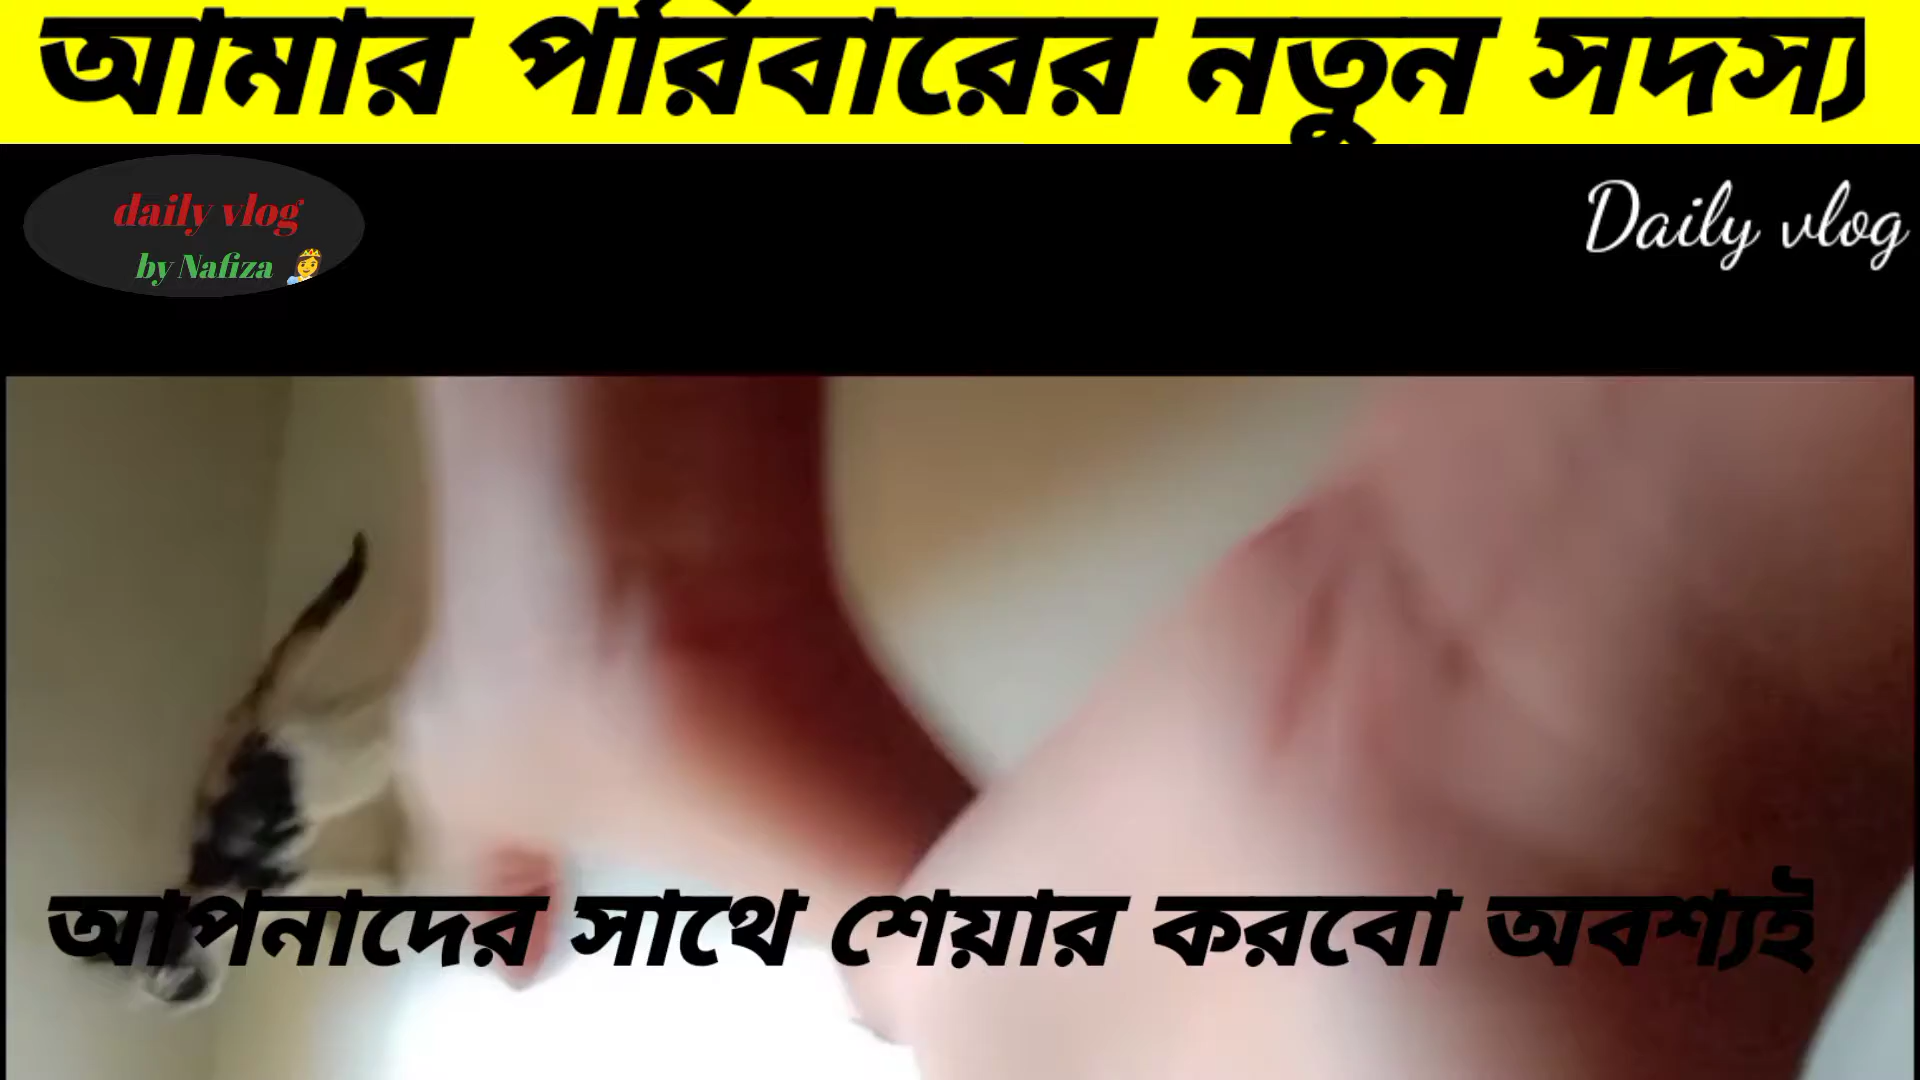 আমার পরিবারের নতুন সদস্য
daily vlog
by Nafiza
Daily vlog
আপনাদের সাথে শেয়ার করবো অবশ্যই